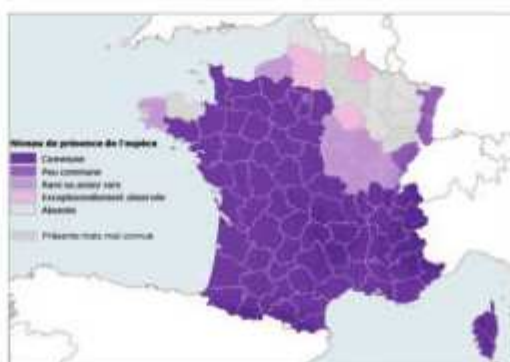 Niveau de présence de l'espèce
Commune
Peu commune
Rare ou assez rare
Exceptionnellement observée
Absente
Présente mais mal connue